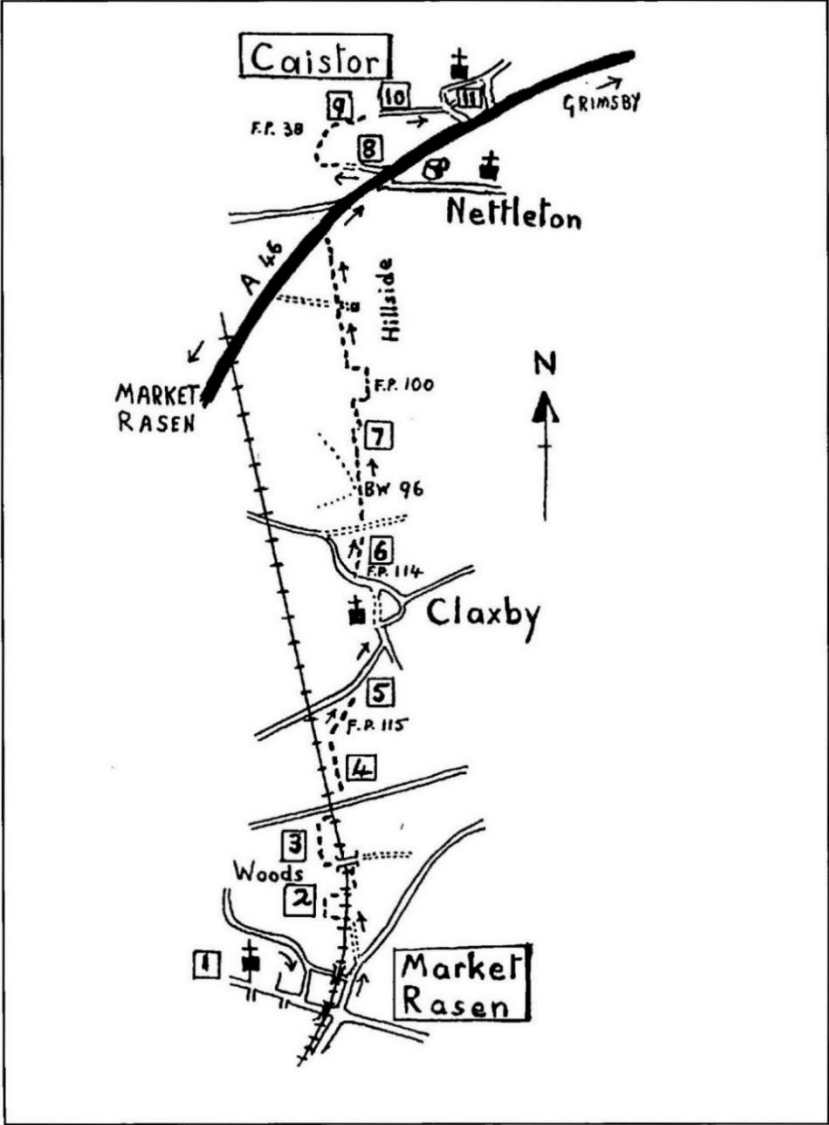 Caistor
GRIMSBY
10
11
9
F.P. 38
8
Nettleton
A 46
Hillside
N
MARKET
RASEN
F.P. 100
7
BW 96
6
F.P. 114
Claxby
5
F.P. 115
4
3
Woods
2
1
Market
Rasen